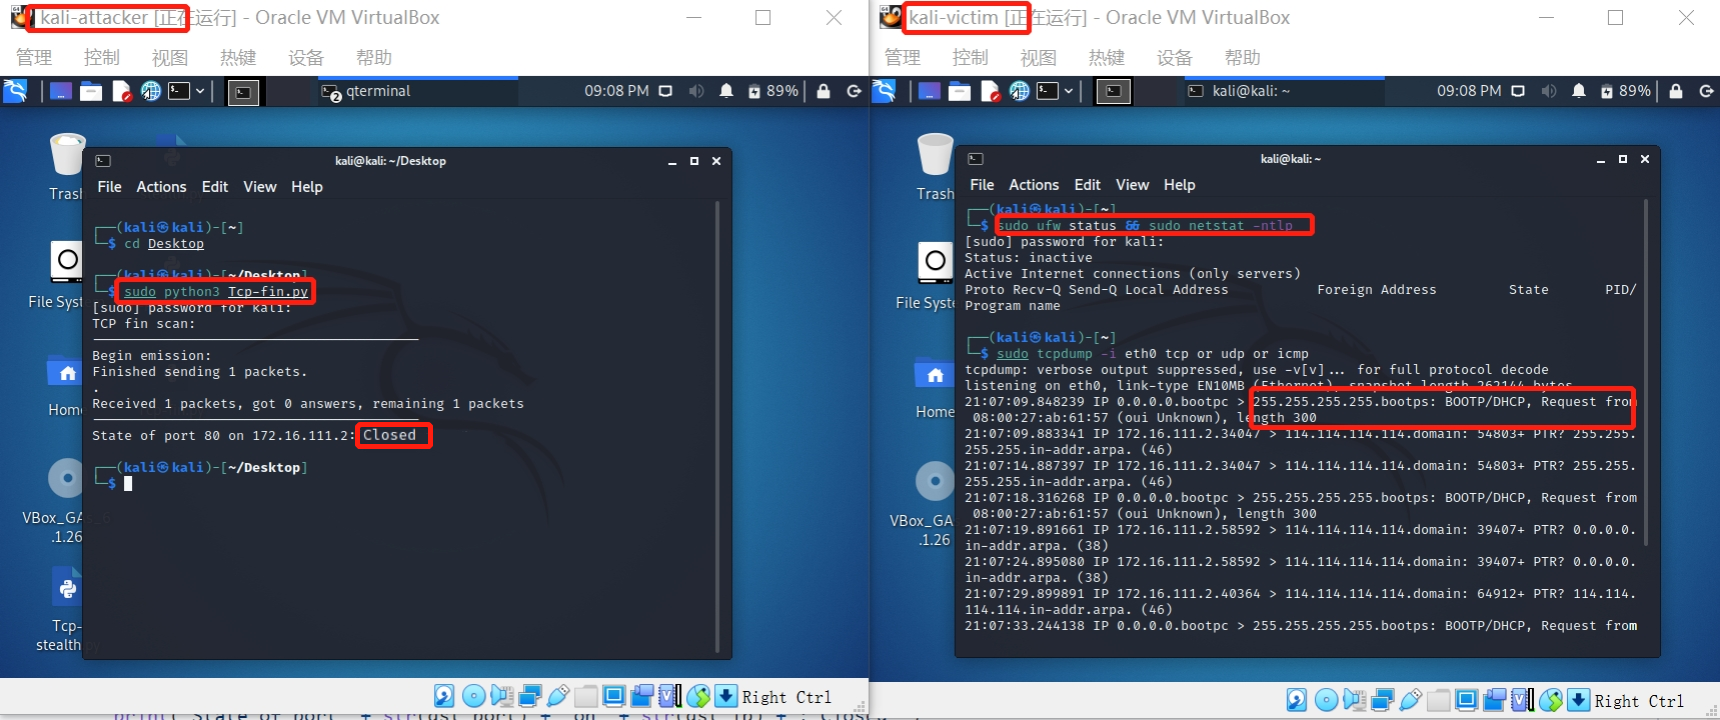 kali-attacker [正在运行] - Oracle VM VirtualBox
管理 控制 视图 热键 设备 帮助
qterminal 09:08 PM 89%
Trash
kali@kali: ~/Desktop
File Actions Edit View Help
┌──(kali㉿kali)-[~]
└─$ cd Desktop
┌──(kali㉿kali)-[~/Desktop]
└─$ sudo python3 Tcp-fin.py
[sudo] password for kali:
TCP fin scan:
Begin emission:
Finished sending 1 packets.
.
Received 1 packets, got 0 answers, remaining 1 packets
State of port 80 on 172.16.111.2: Closed
┌──(kali㉿kali)-[~/Desktop]
└─$
File Syst
Home
VBox_GA
.1.26
Tcp-
stealth.py
Right Ctrl
kali-victim [正在运行] - Oracle VM VirtualBox
管理 控制 视图 热键 设备 帮助
kali@kali: ~ 09:08 PM 89%
Trash
kali@kali: ~
File Actions Edit View Help
┌──(kali㉿kali)-[~]
└─$ sudo ufw status && sudo netstat -ntlp
[sudo] password for kali:
Status: inactive
Active Internet connections (only servers)
Proto Recv-Q Send-Q Local Address Foreign Address State PID/
Program name
┌──(kali㉿kali)-[~]
└─$ sudo tcpdump -i eth0 tcp or udp or icmp
tcpdump: verbose output suppressed, use -v[v]... for full protocol decode
listening on eth0, link-type EN10MB (Ethernet), snapshot length 262144 bytes
21:07:09.848239 IP 0.0.0.0.bootpc > 255.255.255.255.bootps: BOOTP/DHCP, Request from
08:00:27:ab:61:57 (oui Unknown), length 300
21:07:09.883341 IP 172.16.111.2.34047 > 114.114.114.114.domain: 54803+ PTR? 255.255.
255.255.in-addr.arpa. (46)
21:07:14.887397 IP 172.16.111.2.34047 > 114.114.114.114.domain: 54803+ PTR? 255.255.
255.255.in-addr.arpa. (46)
21:07:18.316268 IP 0.0.0.0.bootpc > 255.255.255.255.bootps: BOOTP/DHCP, Request from
08:00:27:ab:61:57 (oui Unknown), length 300
21:07:19.891661 IP 172.16.111.2.58592 > 114.114.114.114.domain: 39407+ PTR? 0.0.0.0.
in-addr.arpa. (38)
21:07:24.895080 IP 172.16.111.2.58592 > 114.114.114.114.domain: 39407+ PTR? 0.0.0.0.
in-addr.arpa. (38)
21:07:29.899891 IP 172.16.111.2.40364 > 114.114.114.114.domain: 64912+ PTR? 114.114.
114.114.in-addr.arpa. (46)
21:07:33.244138 IP 0.0.0.0.bootpc > 255.255.255.255.bootps: BOOTP/DHCP, Request from
File Syste
Home
VBox_GA
.1.26
Right Ctrl